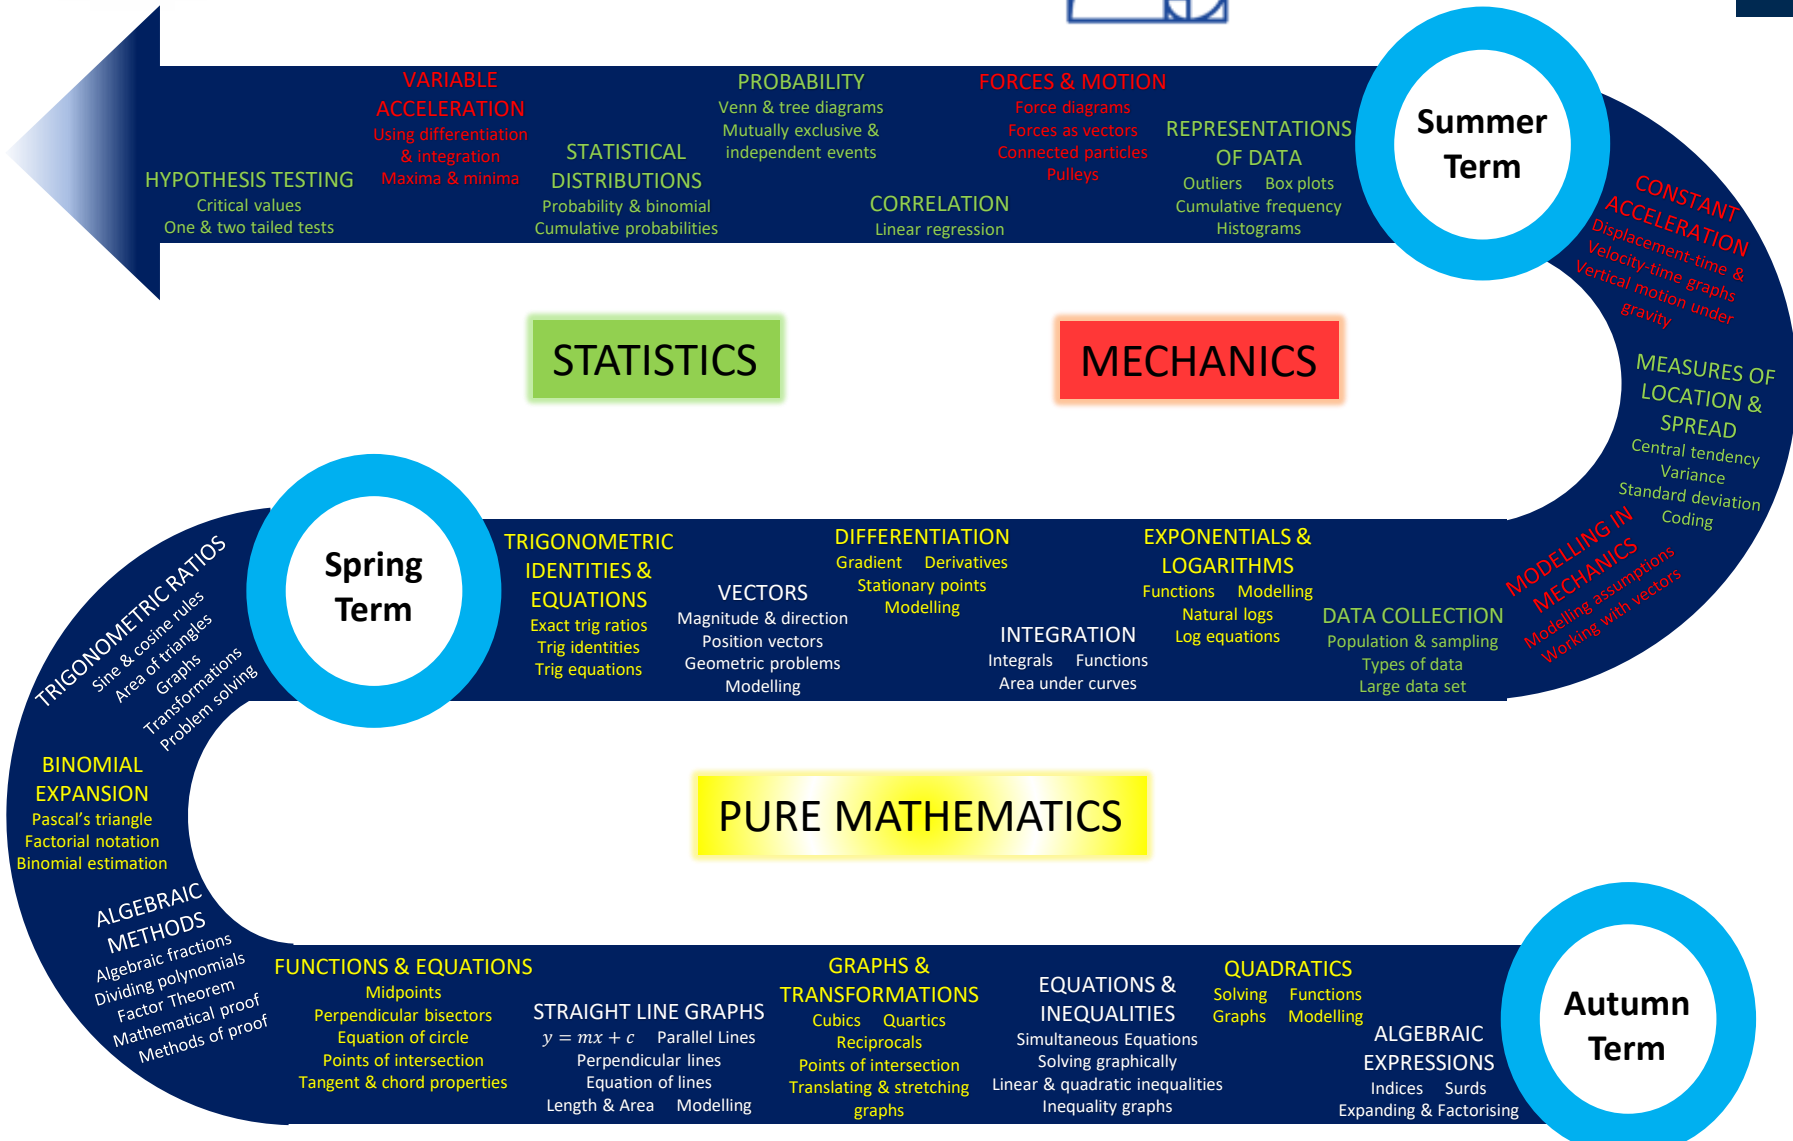 VARIABLE
ACCELERATION
Using differentiation
& integration
Maxima & minima
PROBABILITY
Venn & tree diagrams
Mutually exclusive &
independent events
FORCES & MOTION
Force diagrams
Forces as vectors
Connected particles
Pulleys
Summer
Term
HYPOTHESIS TESTING
Critical values
One & two tailed tests
STATISTICAL
DISTRIBUTIONS
Probability & binomial
Cumulative probabilities
CORRELATION
Linear regression
REPRESENTATIONS
OF DATA
Outliers Box plots
Cumulative frequency
Histograms
CONSTANT
ACCELERATION
Displacement-time &
Velocity-time graphs
Vertical motion under
gravity
STATISTICS
MECHANICS
MEASURES OF
LOCATION &
SPREAD
Central tendency
Variance
Standard deviation
Coding
MODELLING IN
MECHANICS
Modelling assumptions
Working with vectors
TRIGONOMETRIC RATIOS
Sine & cosine rules
Area of triangles
Graphs
Transformations
Problem solving
Spring
Term
TRIGONOMETRIC
IDENTITIES &
EQUATIONS
Exact trig ratios
Trig identities
Trig equations
VECTORS
Magnitude & direction
Position vectors
Geometric problems
Modelling
DIFFERENTIATION
Gradient Derivatives
Stationary points
Modelling
INTEGRATION
Integrals Functions
Area under curves
EXPONENTIALS &
LOGARITHMS
Functions Modelling
Natural logs
Log equations
DATA COLLECTION
Population & sampling
Types of data
Large data set
BINOMIAL
EXPANSION
Pascal's triangle
Factorial notation
Binomial estimation
PURE MATHEMATICS
ALGEBRAIC
METHODS
Algebraic fractions
Dividing polynomials
Factor Theorem
Mathematical proof
Methods of proof
FUNCTIONS & EQUATIONS
Midpoints
Perpendicular bisectors
Equation of circle
Points of intersection
Tangent & chord properties
STRAIGHT LINE GRAPHS
y = mx + c Parallel Lines
Perpendicular lines
Equation of lines
Length & Area Modelling
GRAPHS &
TRANSFORMATIONS
Cubics Quartics
Reciprocals
Points of intersection
Translating & stretching
graphs
EQUATIONS &
INEQUALITIES
Simultaneous Equations
Solving graphically
Linear & quadratic inequalities
Inequality graphs
QUADRATICS
Solving Functions
Graphs Modelling
ALGEBRAIC
EXPRESSIONS
Indices Surds
Expanding & Factorising
Autumn
Term